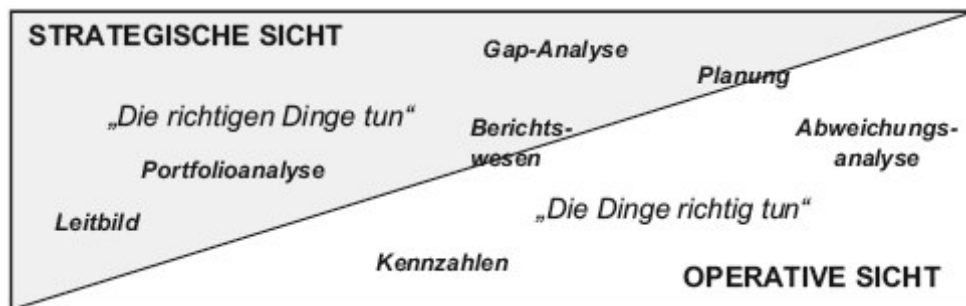 STRATEGISCHE SICHT
Gap-Analyse
Planung
„Die richtigen Dinge tun“
Berichts-
wesen
Abweichungs-
analyse
Portfolioanalyse
„Die Dinge richtig tun“
Leitbild
Kennzahlen
OPERATIVE SICHT